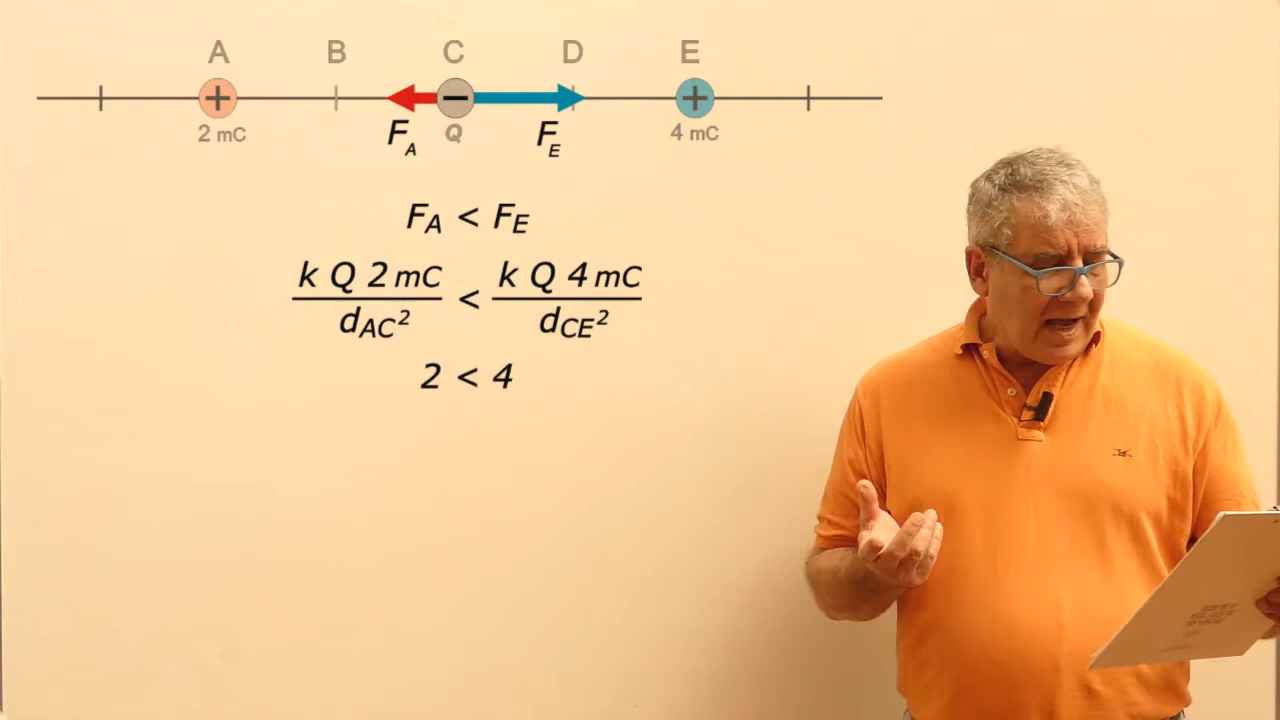 A B C D E
+ − +
2 mC F_A Q F_E 4 mC
F_A < F_E
k Q 2 mC / d_AC² < k Q 4 mC / d_CE²
2 < 4